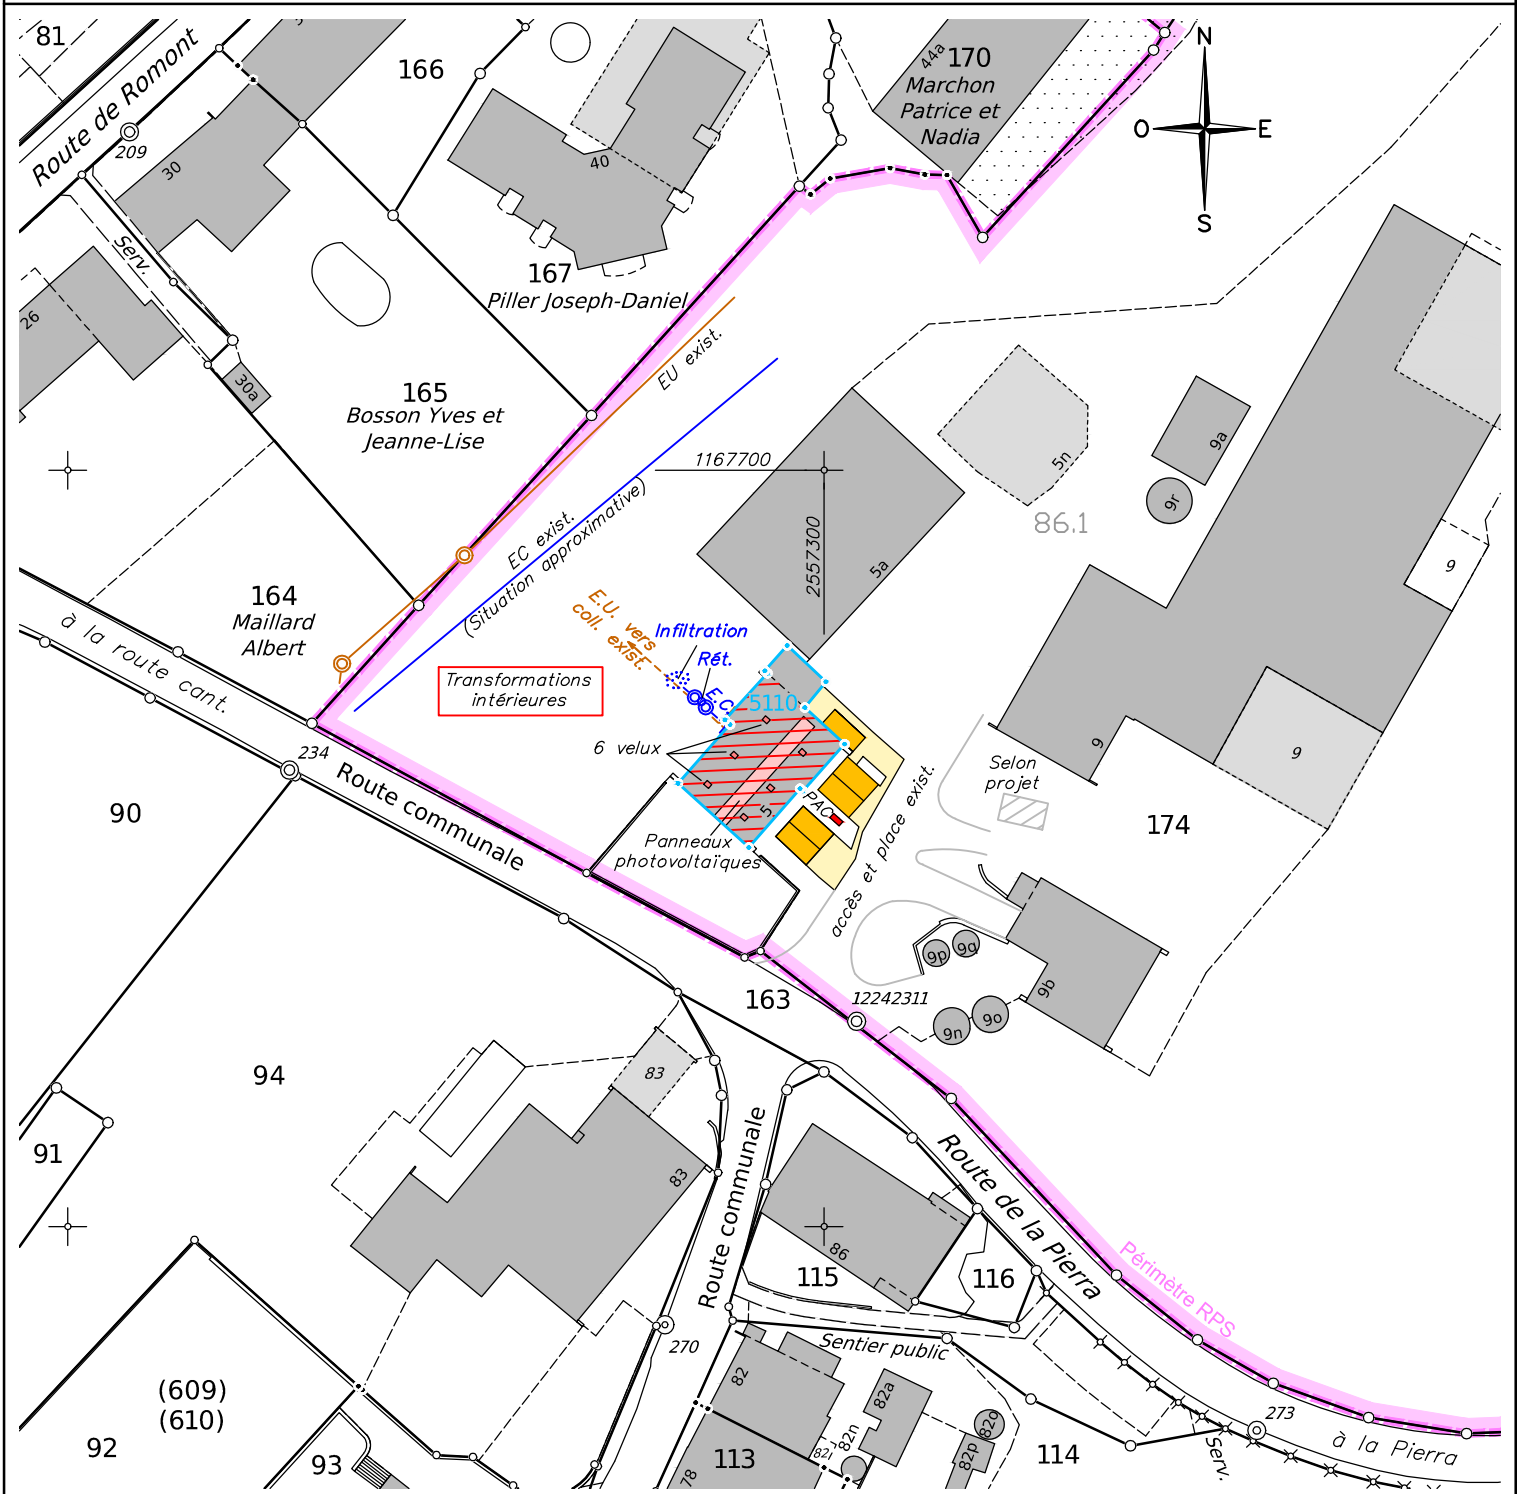 81
Route de Romont
209
30
166
40
44a
170
Marchon
Patrice et
Nadia
N
O
E
S
Serv.
26
30a
167
Piller Joseph-Daniel
EU exist.
165
Bosson Yves et
Jeanne-Lise
1167700
2557300
EC exist.
(Situation approximative)
5a
5n
9a
9r
86.1
9
164
Maillard
Albert
à la route cant.
E.U. vers
coll. exist.
Infiltration
Rét.
E.C.
Transformations
intérieures
5110
6 velux
5
PAC
Panneaux
photovoltaïques
accès et place exist.
Selon
projet
9
9
174
234
Route communale
90
9p
9q
9b
9n
9o
163
12242311
94
83
83
91
Route communale
Route de la Pierra
86
115
116
Périmètre RPS
270
Sentier public
82
82a
82n
82i
82o
82p
273
à la Pierra
Serv.
(609)
(610)
92
93
78
113
114